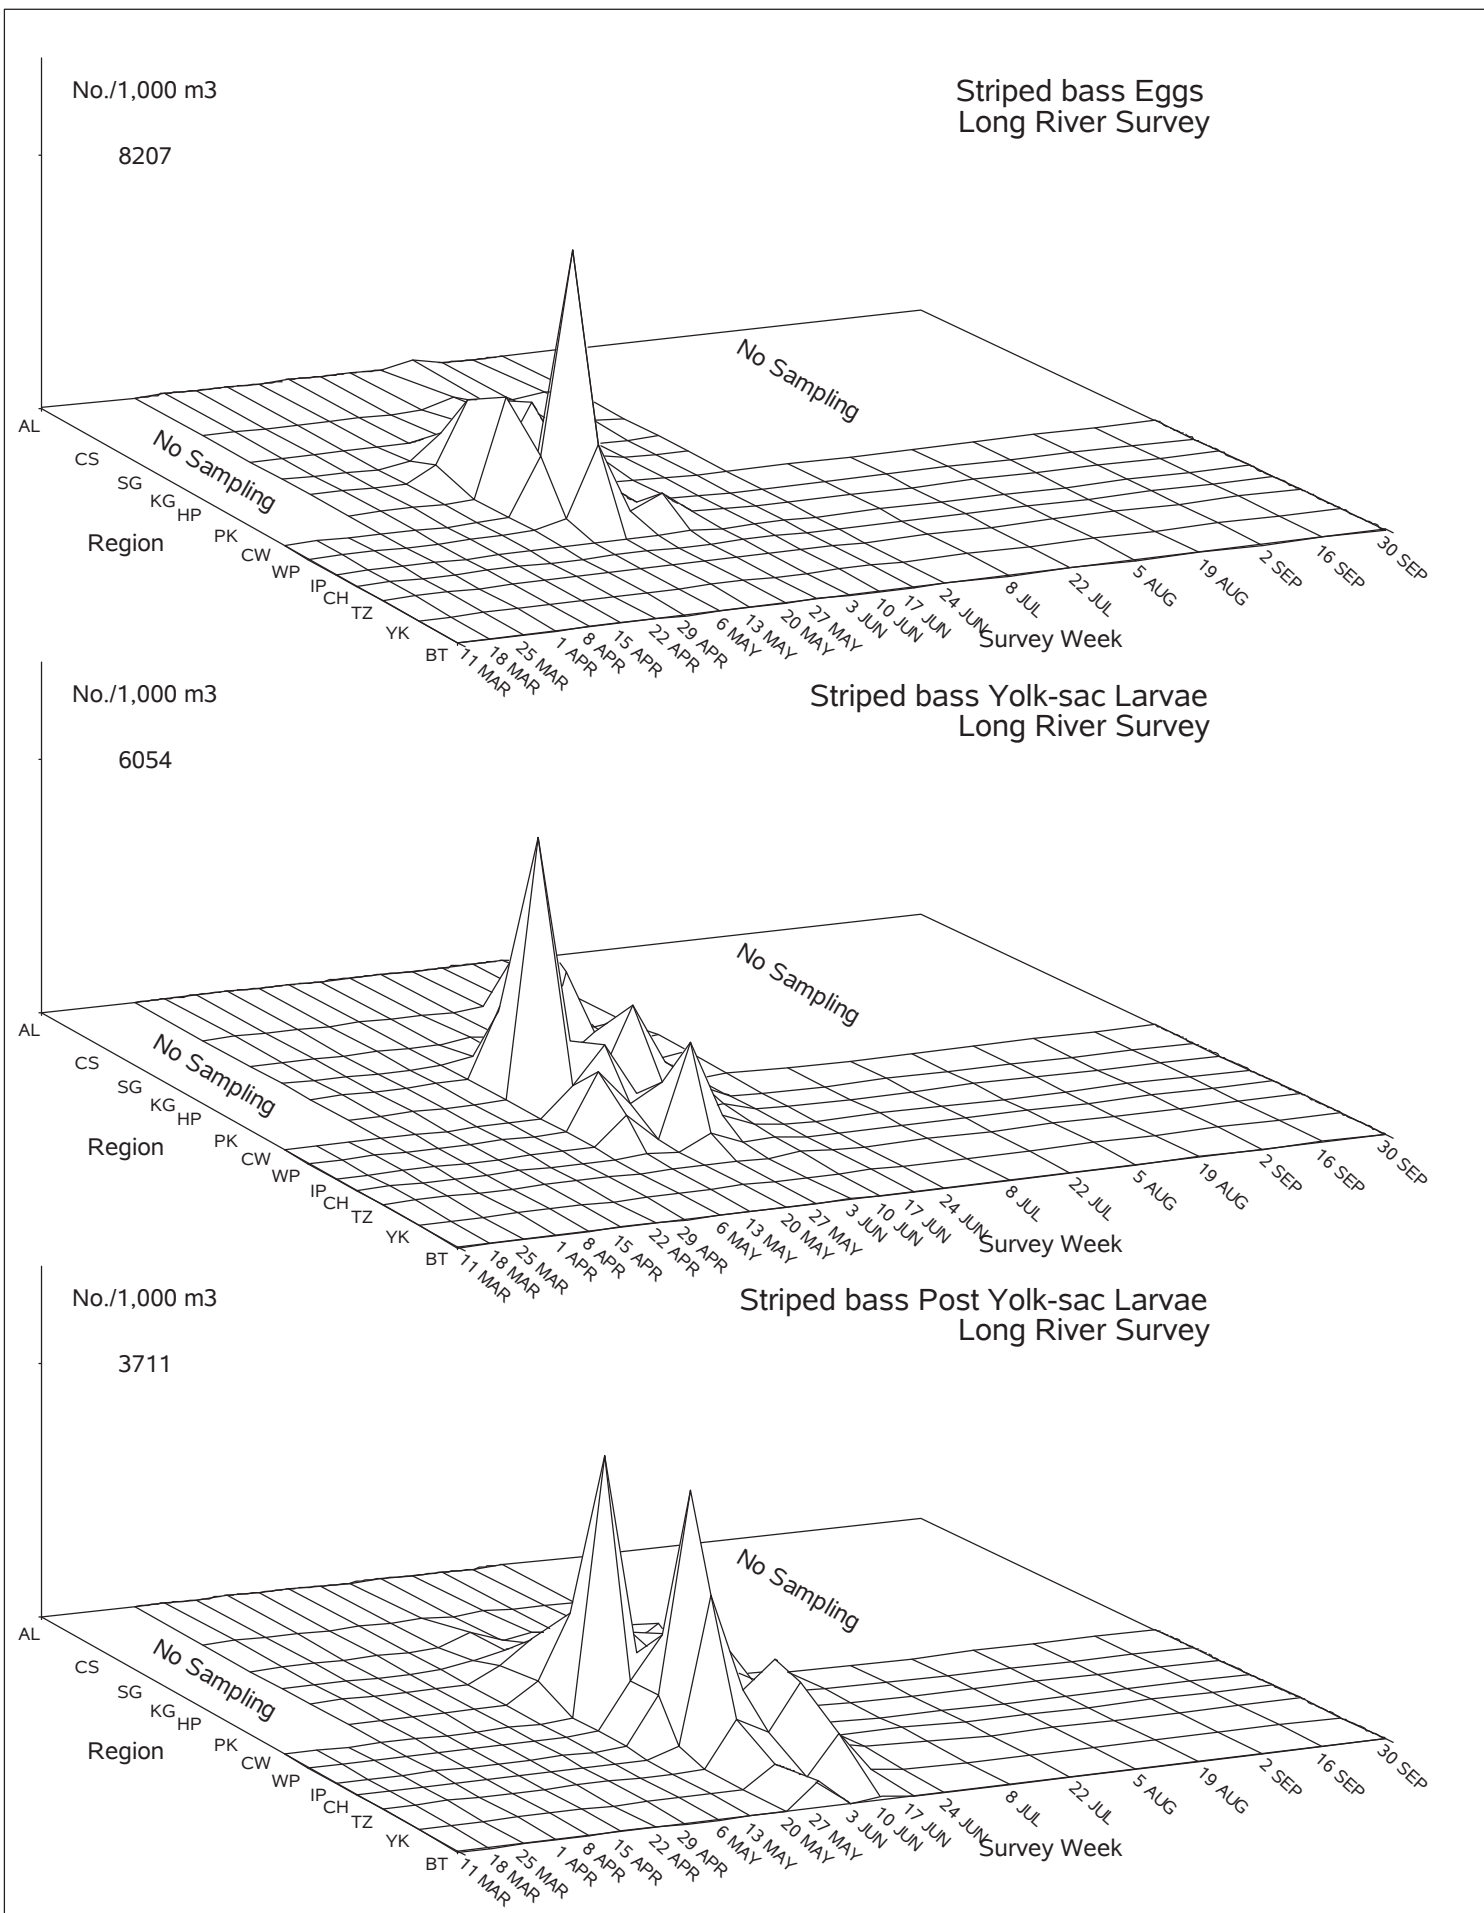 No./1,000 m3
Striped bass Eggs
Long River Survey
8207
No Sampling
AL
CS
SG
KG
HP
PK
CW
WP
IP
CH
TZ
YK
BT
No Sampling
Region
11 MAR
18 MAR
25 MAR
1 APR
8 APR
15 APR
22 APR
29 APR
6 MAY
13 MAY
20 MAY
27 MAY
3 JUN
10 JUN
17 JUN
24 JUN
8 JUL
22 JUL
5 AUG
19 AUG
2 SEP
16 SEP
30 SEP
Survey Week
No./1,000 m3
Striped bass Yolk-sac Larvae
Long River Survey
6054
No Sampling
AL
CS
SG
KG
HP
PK
CW
WP
IP
CH
TZ
YK
BT
No Sampling
Region
11 MAR
18 MAR
25 MAR
1 APR
8 APR
15 APR
22 APR
29 APR
6 MAY
13 MAY
20 MAY
27 MAY
3 JUN
10 JUN
17 JUN
24 JUN
8 JUL
22 JUL
5 AUG
19 AUG
2 SEP
16 SEP
30 SEP
Survey Week
No./1,000 m3
Striped bass Post Yolk-sac Larvae
Long River Survey
3711
No Sampling
AL
CS
SG
KG
HP
PK
CW
WP
IP
CH
TZ
YK
BT
No Sampling
Region
11 MAR
18 MAR
25 MAR
1 APR
8 APR
15 APR
22 APR
29 APR
6 MAY
13 MAY
20 MAY
27 MAY
3 JUN
10 JUN
17 JUN
24 JUN
8 JUL
22 JUL
5 AUG
19 AUG
2 SEP
16 SEP
30 SEP
Survey Week